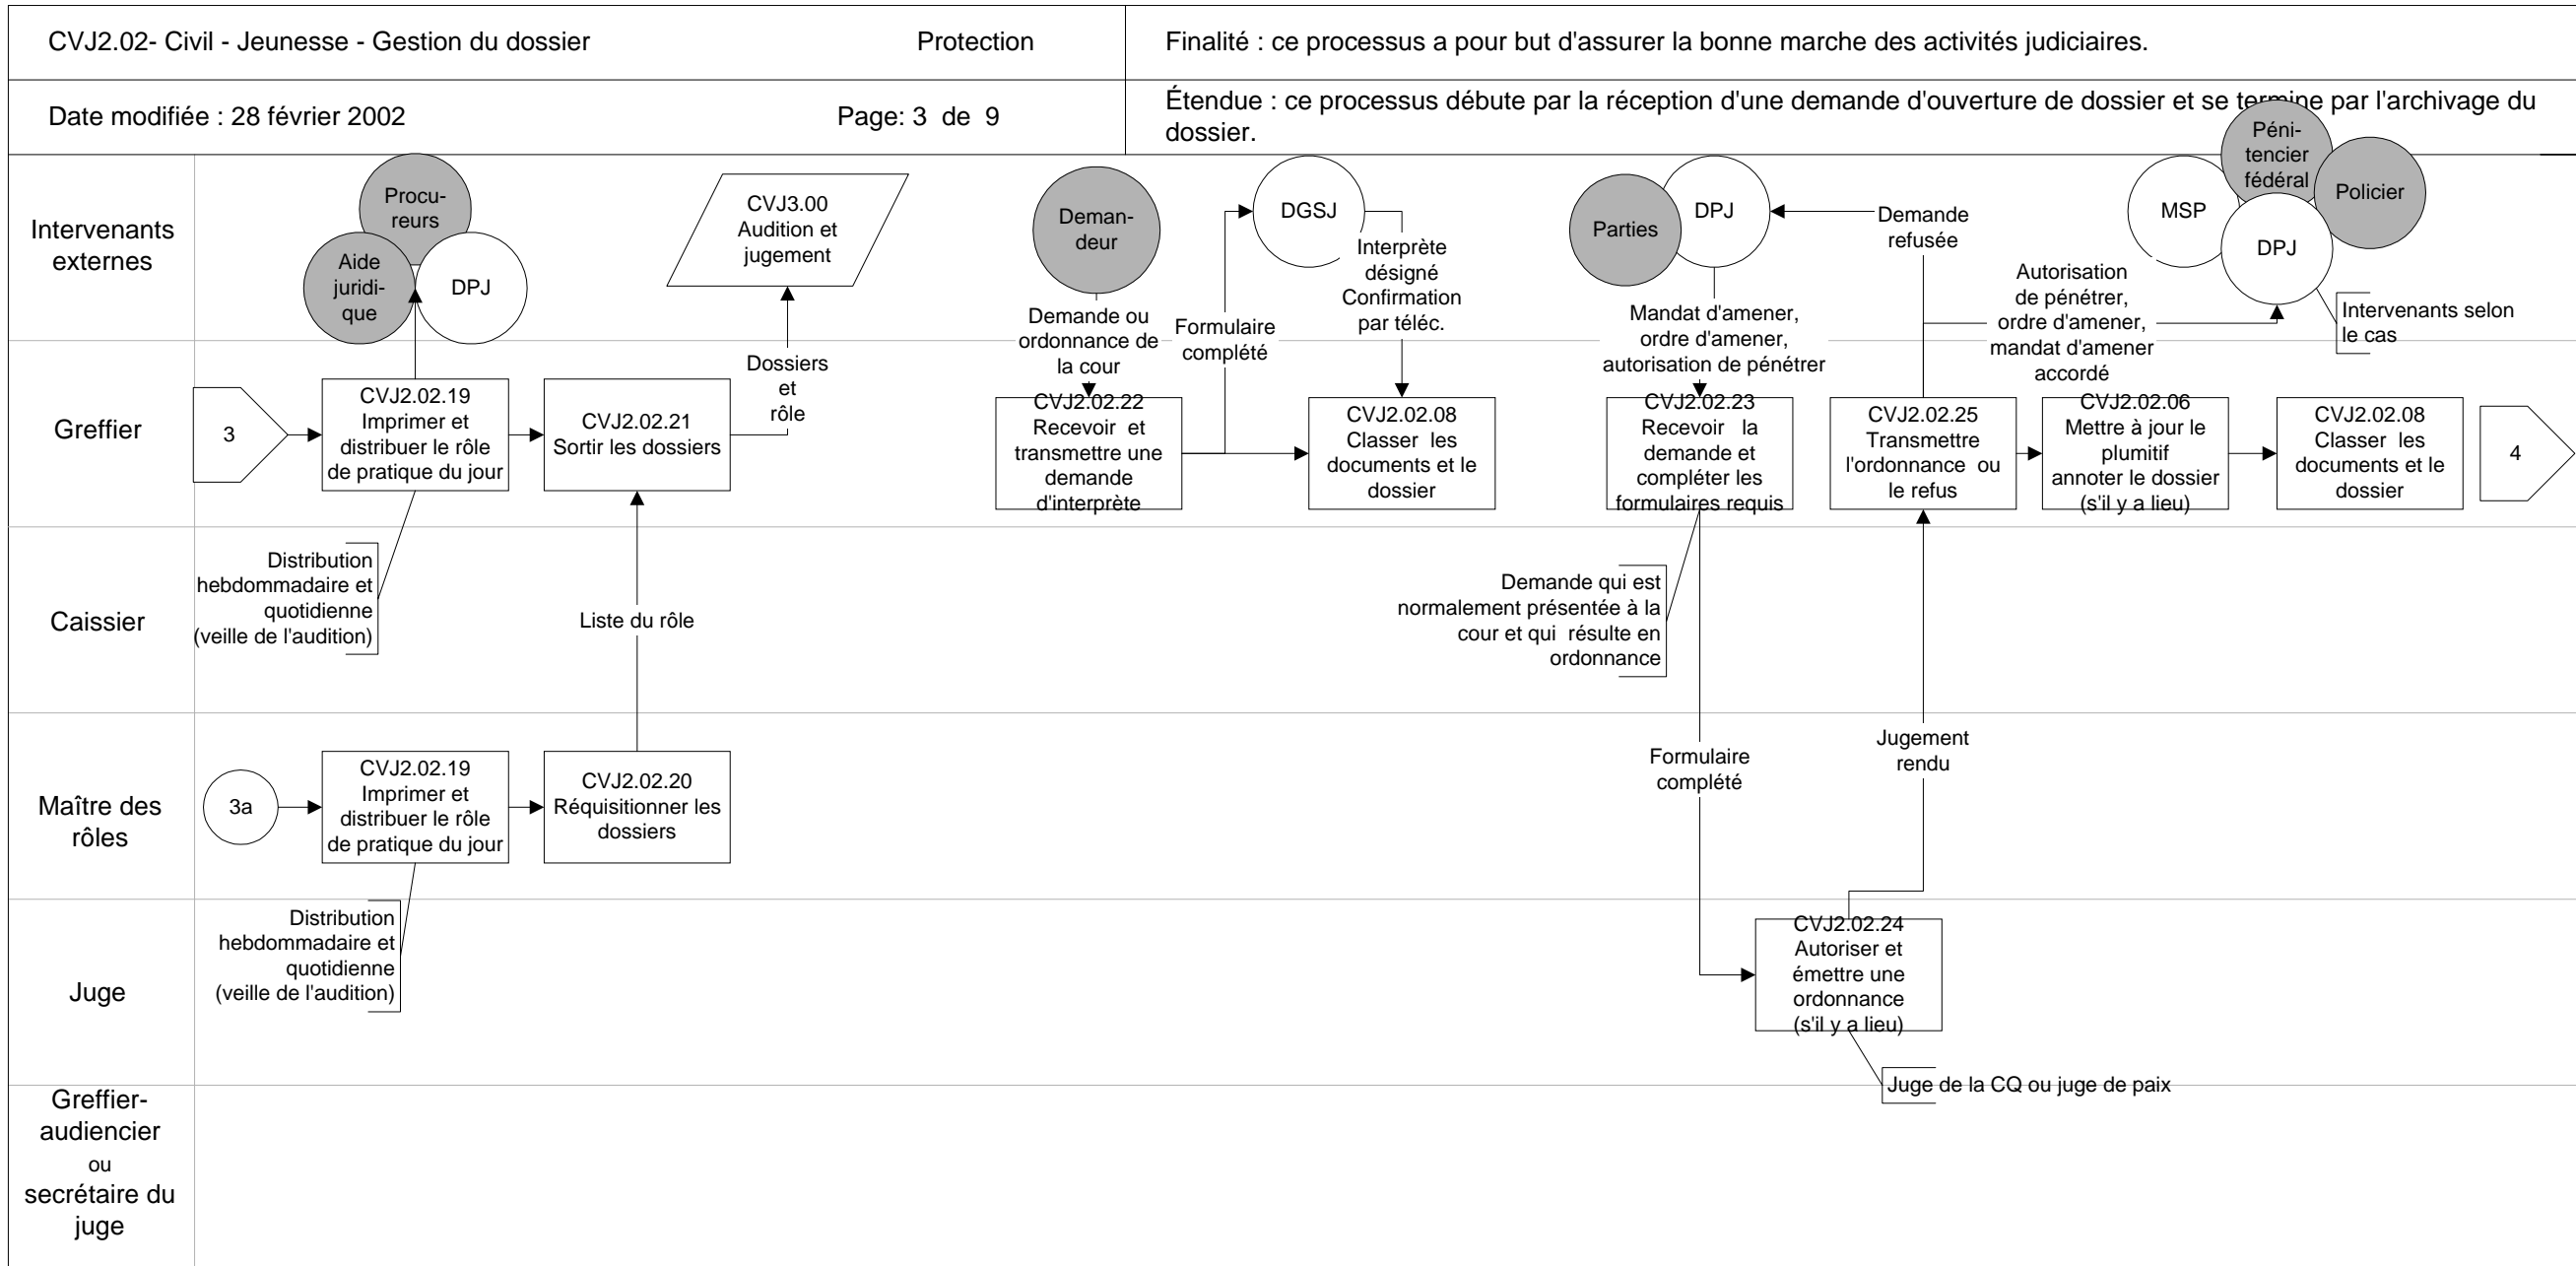 CVJ2.02- Civil - Jeunesse - Gestion du dossier
Protection
Finalité : ce processus a pour but d'assurer la bonne marche des activités judiciaires.
Date modifiée : 28 février 2002
Page: 3 de 9
Étendue : ce processus débute par la réception d'une demande d'ouverture de dossier et se termine par l'archivage du
dossier.
Intervenants
externes
Procu-
reurs
Aide
juridi-
que
DPJ
CVJ3.00
Audition et
jugement
Deman-
deur
DGSJ
Parties
DPJ
MSP
Péni-
tencier
fédéral
Policier
DPJ
Demande
refusée
Interprète
désigné
Confirmation
par téléc.
Demande ou
ordonnance de
la cour
Formulaire
complété
Mandat d'amener,
ordre d'amener,
autorisation de pénétrer
Autorisation
de pénétrer,
ordre d'amener,
mandat d'amener
accordé
Intervenants selon
le cas
Dossiers
et
rôle
Greffier
3
CVJ2.02.19
Imprimer et
distribuer le rôle
de pratique du jour
CVJ2.02.21
Sortir les dossiers
CVJ2.02.22
Recevoir et
transmettre une
demande
d'interprète
CVJ2.02.08
Classer les
documents et le
dossier
CVJ2.02.23
Recevoir la
demande et
compléter les
formulaires requis
CVJ2.02.25
Transmettre
l'ordonnance ou
le refus
CVJ2.02.06
Mettre à jour le
plumitif
annoter le dossier
(s'il y a lieu)
CVJ2.02.08
Classer les
documents et le
dossier
4
Caissier
Distribution
hebdommadaire et
quotidienne
(veille de l'audition)
Liste du rôle
Demande qui est
normalement présentée à la
cour et qui résulte en
ordonnance
Maître des
rôles
3a
CVJ2.02.19
Imprimer et
distribuer le rôle
de pratique du jour
CVJ2.02.20
Réquisitionner les
dossiers
Formulaire
complété
Jugement
rendu
Juge
Distribution
hebdommadaire et
quotidienne
(veille de l'audition)
CVJ2.02.24
Autoriser et
émettre une
ordonnance
(s'il y a lieu)
Juge de la CQ ou juge de paix
Greffier-
audiencier
ou
secrétaire du
juge